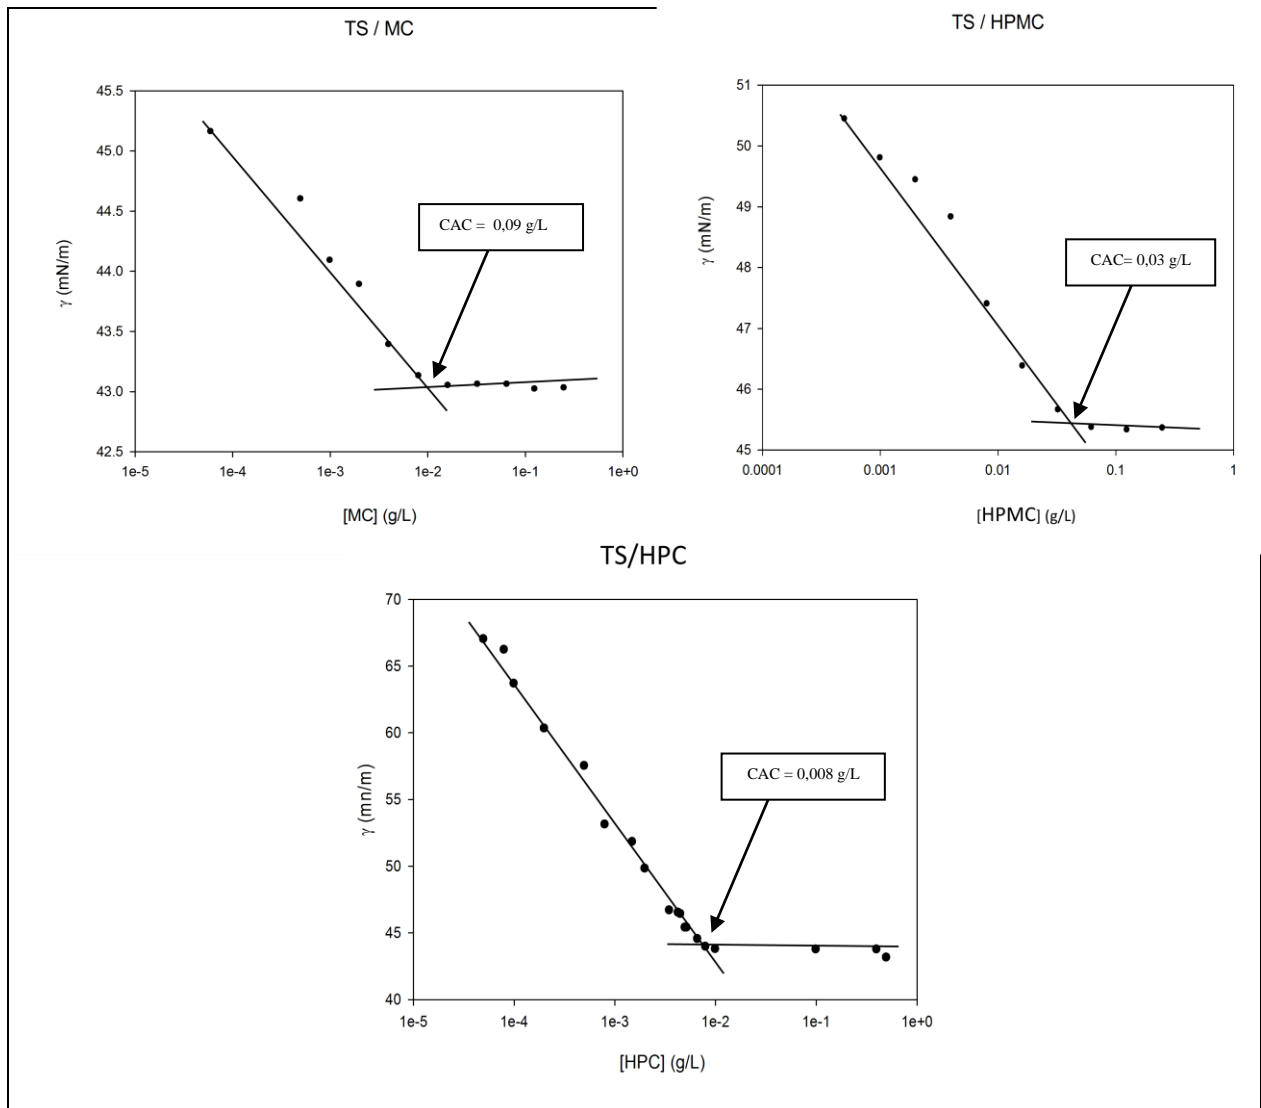 TS / MC
45.5
45.0
44.5
44.0
43.5
43.0
42.5
γ (mN/m)
CAC = 0,09 g/L
1e-5 1e-4 1e-3 1e-2 1e-1 1e+0
[MC] (g/L)
TS / HPMC
51
50
49
48
47
46
45
γ (mN/m)
CAC= 0,03 g/L
0.0001 0.001 0.01 0.1 1
[HPMC] (g/L)
TS/HPC
70
65
60
55
50
45
40
γ (mn/m)
CAC = 0,008 g/L
1e-5 1e-4 1e-3 1e-2 1e-1 1e+0
[HPC] (g/L)